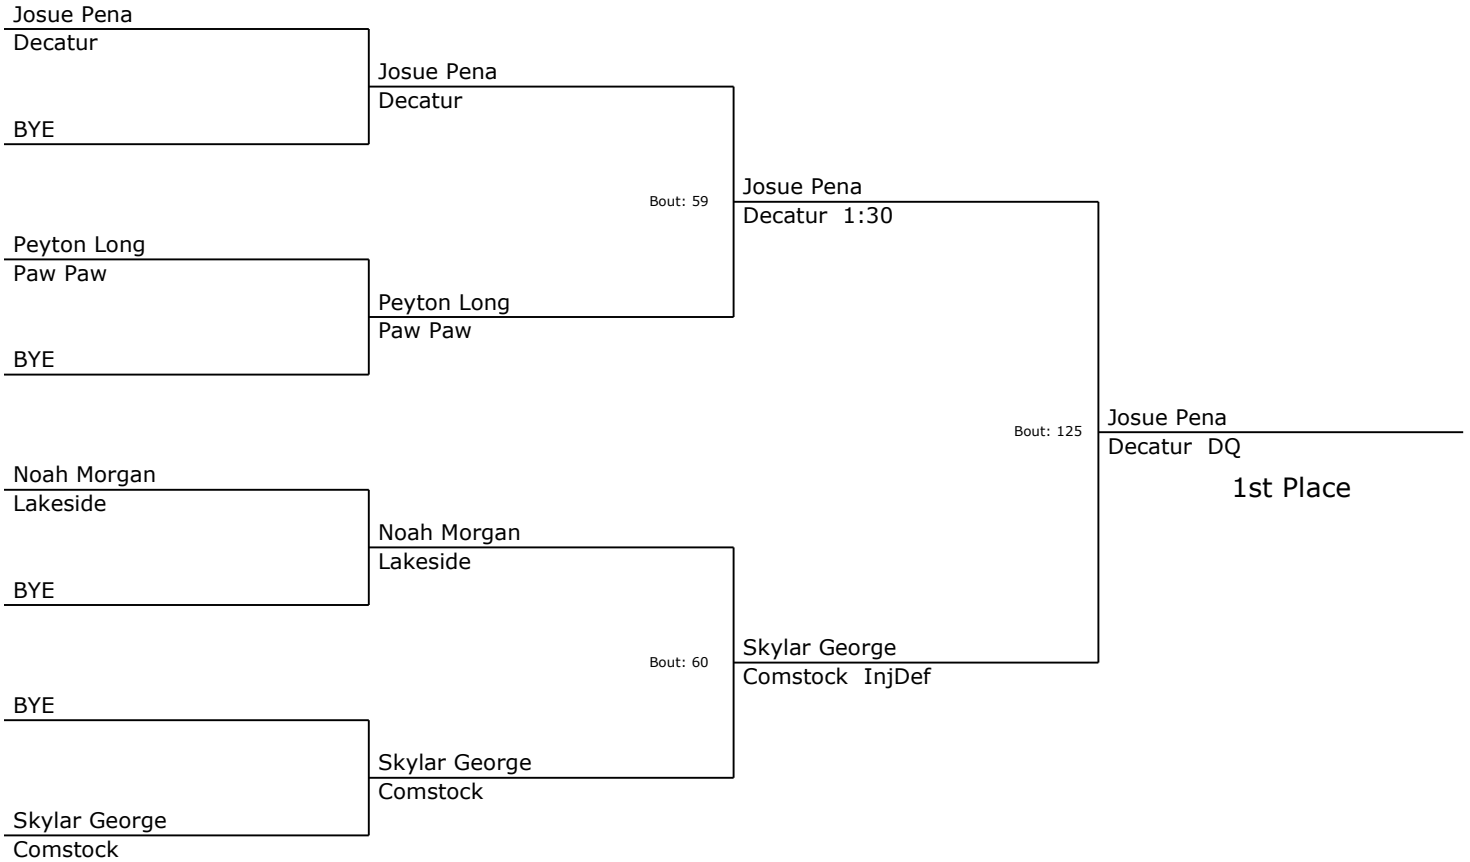 Josue Pena
Decatur
BYE
Peyton Long
Paw Paw
BYE
Noah Morgan
Lakeside
BYE
BYE
Skylar George
Comstock
Josue Pena
Decatur
Bout: 59
Peyton Long
Paw Paw
Noah Morgan
Lakeside
Bout: 60
Skylar George
Comstock
Josue Pena
Decatur 1:30
Bout: 125
Skylar George
Comstock InjDef
Josue Pena
Decatur DQ
1st Place